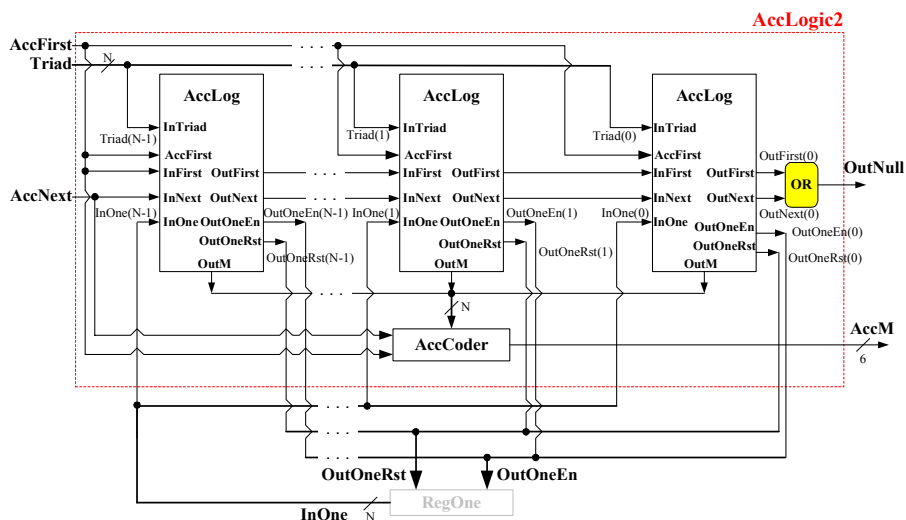 AccLogic2
AccFirst
Triad
N
. . .
. . .
AccLog
AccLog
AccLog
InTriad
InTriad
InTriad
Triad(N-1)
Triad(1)
Triad(0)
AccFirst
AccFirst
AccFirst
InFirst
OutFirst
. . .
InFirst
OutFirst
InFirst
OutFirst
OutFirst(0)
OR
OutNull
AccNext
InNext
OutNext
. . .
InNext
OutNext
InNext
OutNext
OutNext(0)
InOne(N-1)
InOne
OutOneEn
OutOneEn(N-1)
InOne(1)
InOne
OutOneEn
OutOneEn(1)
InOne(0)
InOne
OutOneEn
OutOneEn(0)
OutOneRst
OutOneRst(N-1)
OutOneRst
OutOneRst(1)
OutOneRst
OutOneRst(0)
OutM
OutM
OutM
. . .
N
AccCoder
AccM
6
. . .
. . .
. . .
OutOneRst
OutOneEn
InOne
N
RegOne